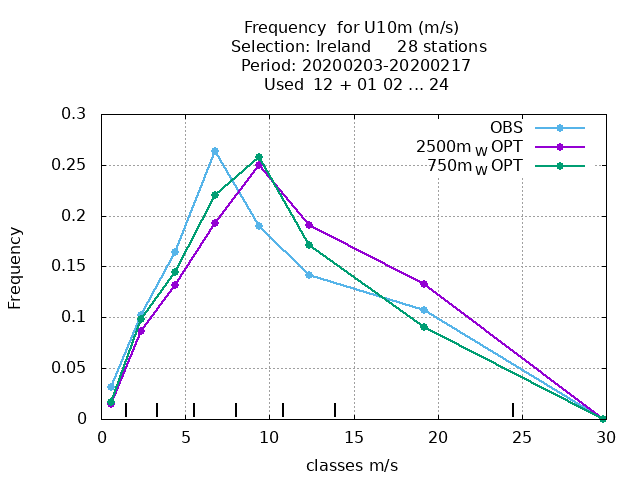 Frequency  for U10m (m/s)
Selection: Ireland     28 stations
Period: 20200203-20200217
Used  12 + 01 02 ... 24
OBS
2500m W OPT
750m W OPT
0.3
0.25
0.2
0.15
0.1
0.05
0
Frequency
0 5 10 15 20 25 30
classes m/s